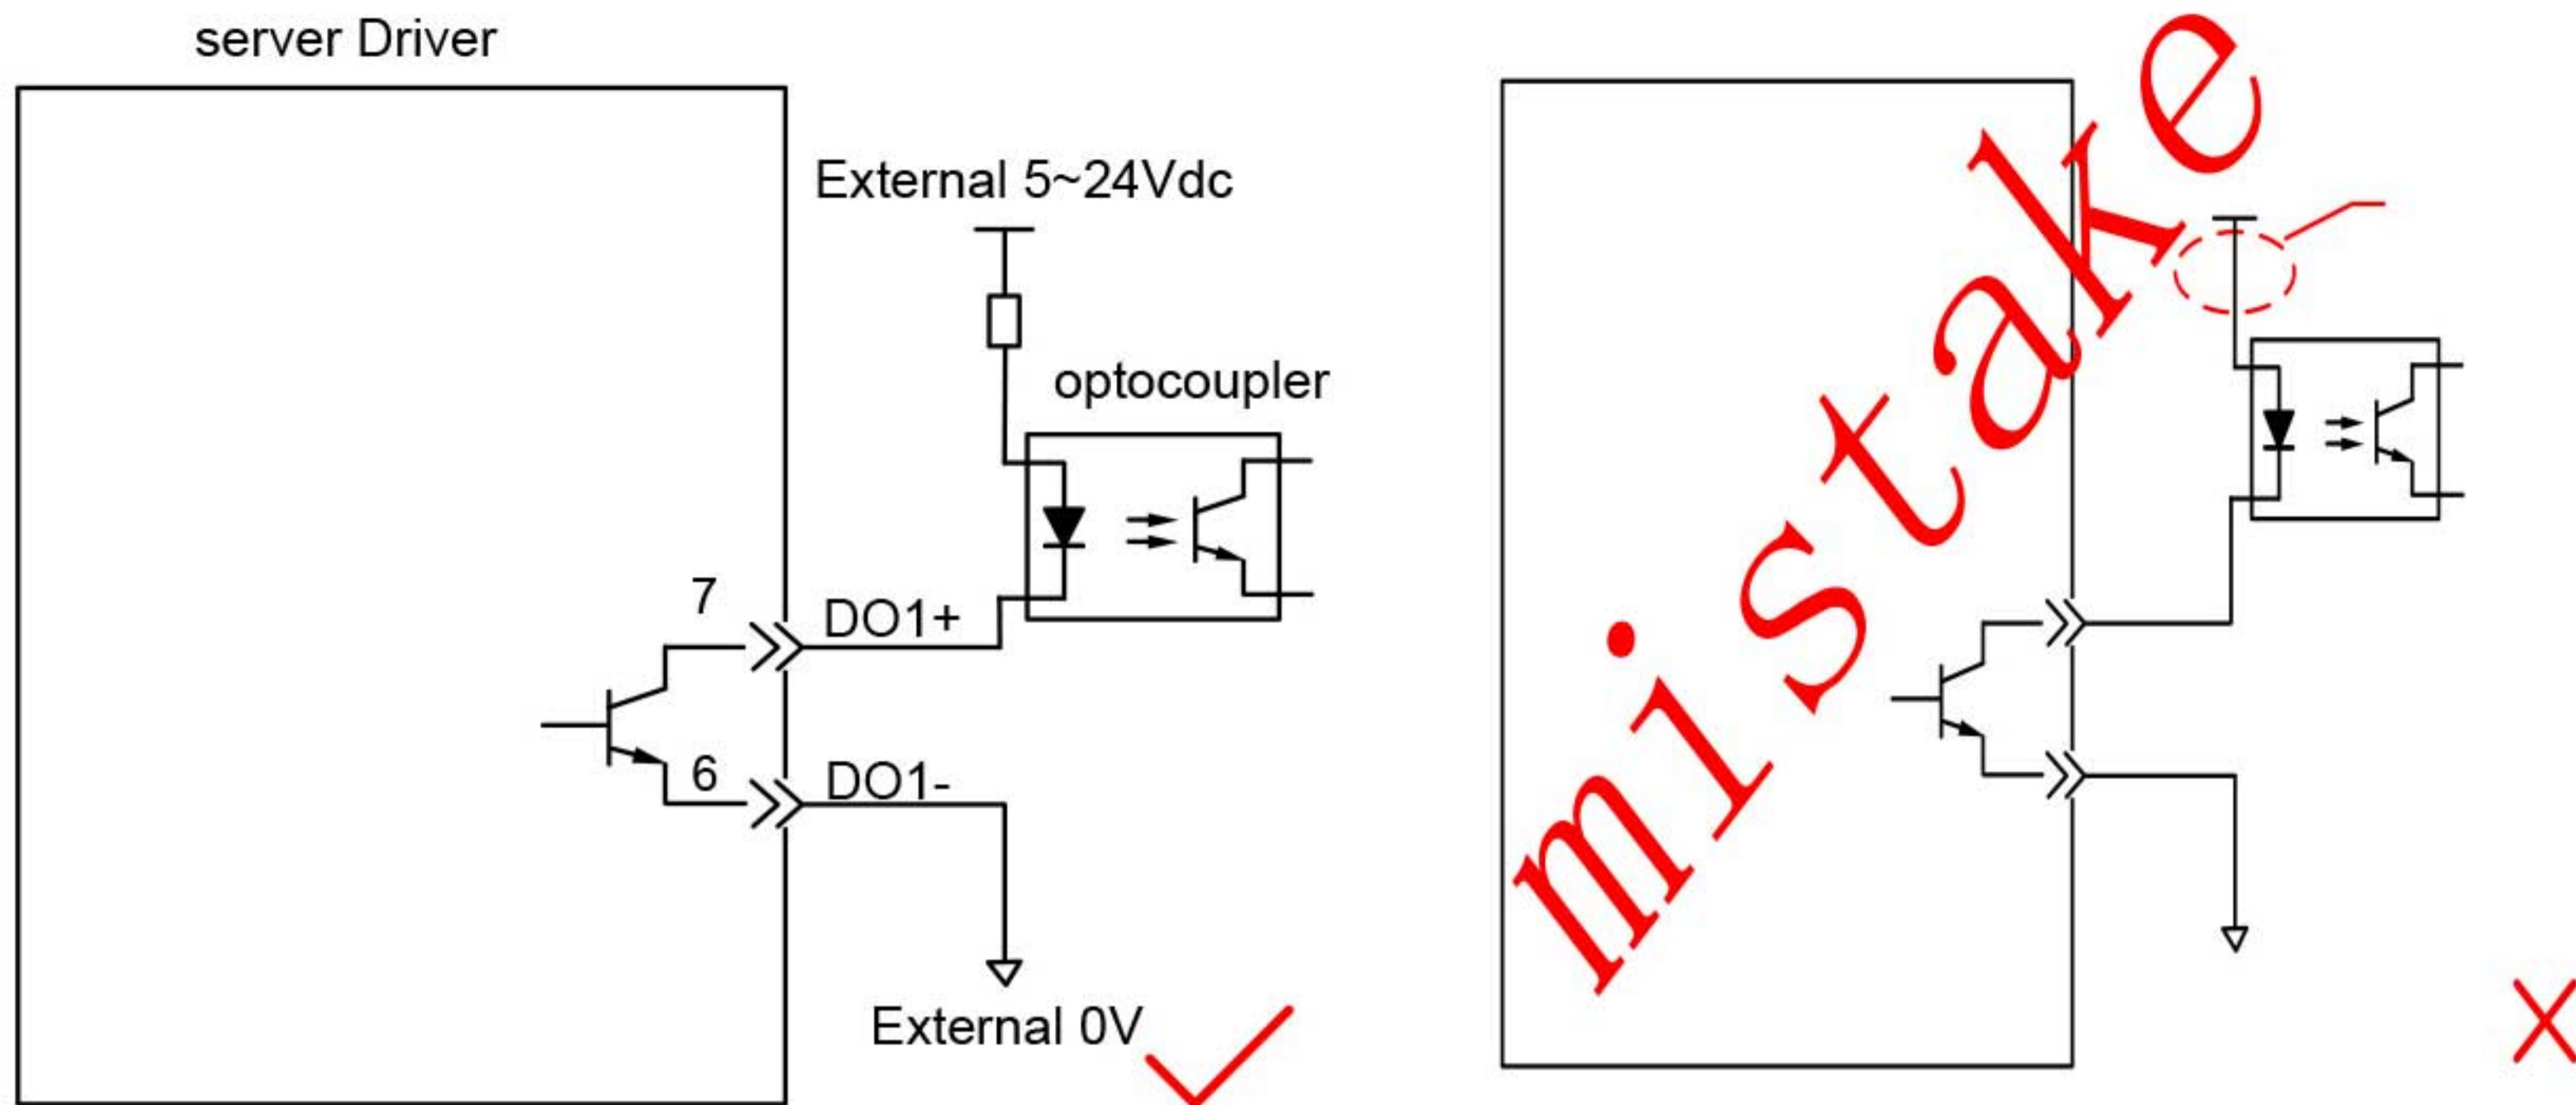 server Driver
External 5~24Vdc
optocoupler
7
DO1+
6
DO1-
External 0V
mistake